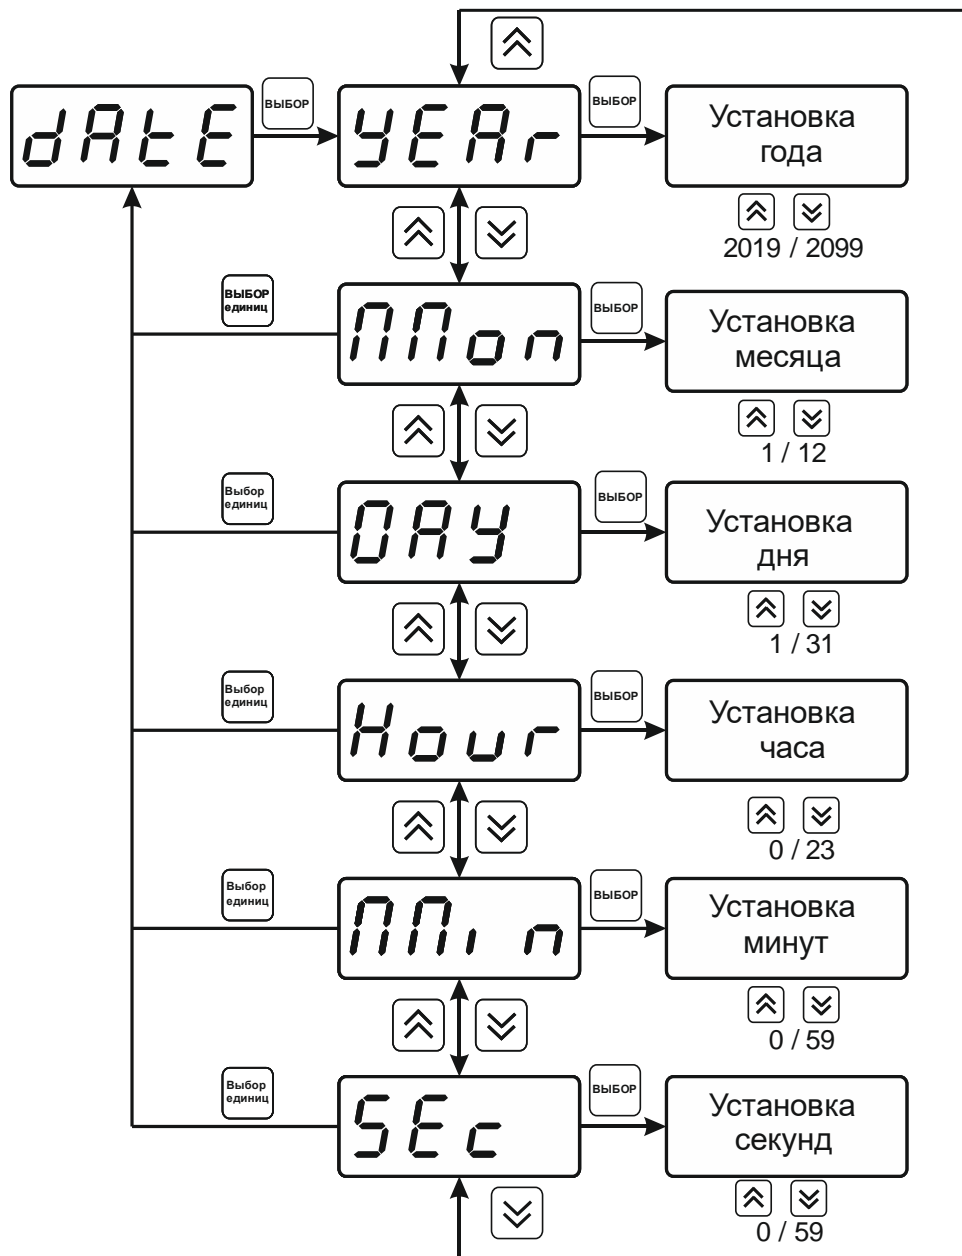 dAtE
ВЫБОР
YEAr
ВЫБОР
Установка
года
2019 / 2099
ВЫБОР
единиц
ППon
ВЫБОР
Установка
месяца
1 / 12
Выбор
единиц
DAY
ВЫБОР
Установка
дня
1 / 31
Выбор
единиц
Hour
ВЫБОР
Установка
часа
0 / 23
Выбор
единиц
ППi n
ВЫБОР
Установка
минут
0 / 59
Выбор
единиц
SEc
ВЫБОР
Установка
секунд
0 / 59